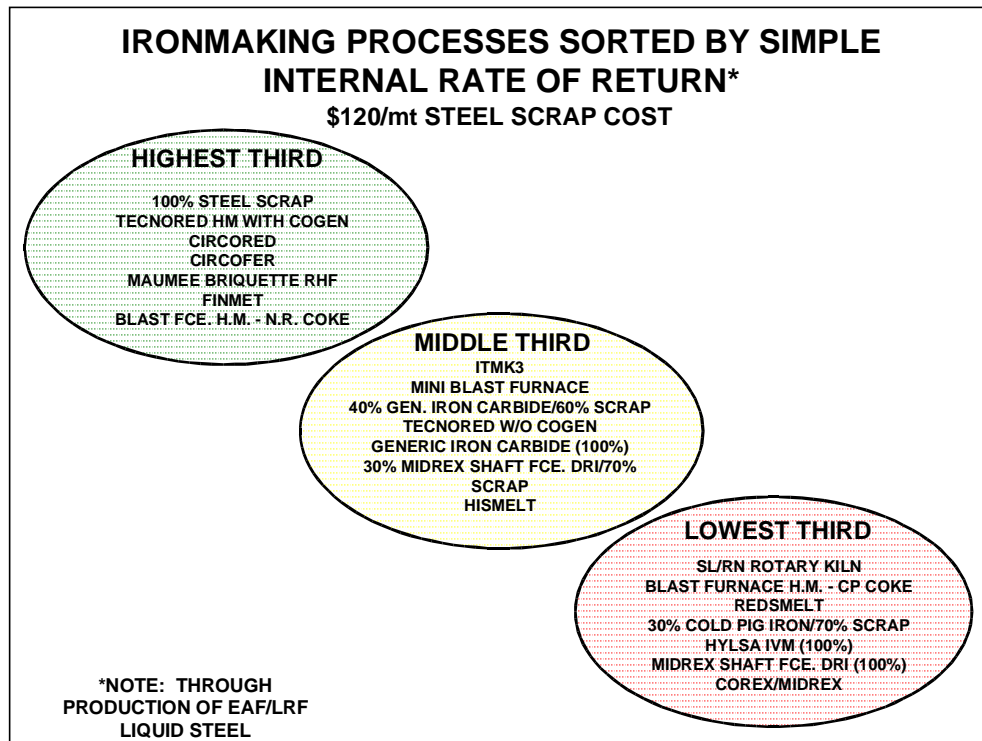 IRONMAKING PROCESSES SORTED BY SIMPLE
INTERNAL RATE OF RETURN*
$120/mt STEEL SCRAP COST
HIGHEST THIRD
100% STEEL SCRAP
TECNORED HM WITH COGEN
CIRCORED
CIRCOFER
MAUMEE BRIQUETTE RHF
FINMET
BLAST FCE. H.M. - N.R. COKE
MIDDLE THIRD
ITMK3
MINI BLAST FURNACE
40% GEN. IRON CARBIDE/60% SCRAP
TECNORED W/O COGEN
GENERIC IRON CARBIDE (100%)
30% MIDREX SHAFT FCE. DRI/70%
SCRAP
HISMELT
LOWEST THIRD
SL/RN ROTARY KILN
BLAST FURNACE H.M. - CP COKE
REDSMELT
30% COLD PIG IRON/70% SCRAP
HYLSA IVM (100%)
MIDREX SHAFT FCE. DRI (100%)
COREX/MIDREX
*NOTE: THROUGH
PRODUCTION OF EAF/LRF
LIQUID STEEL